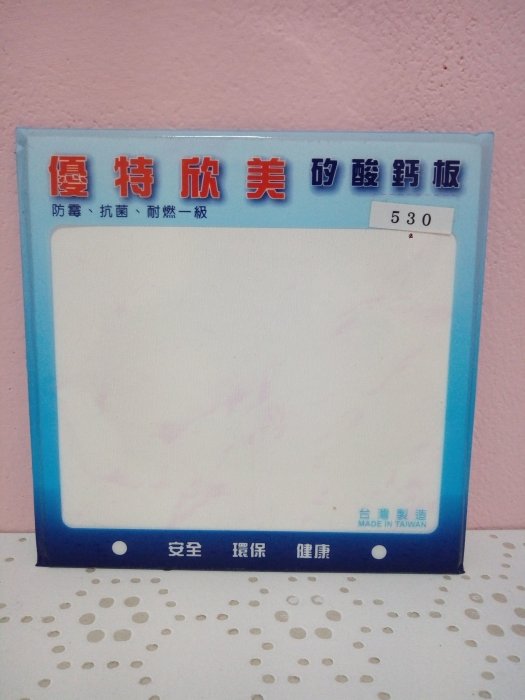 優特欣美 矽酸鈣板
防霉、抗菌、耐燃一級
530
台灣製造
MADE IN TAIWAN
安全 環保 健康